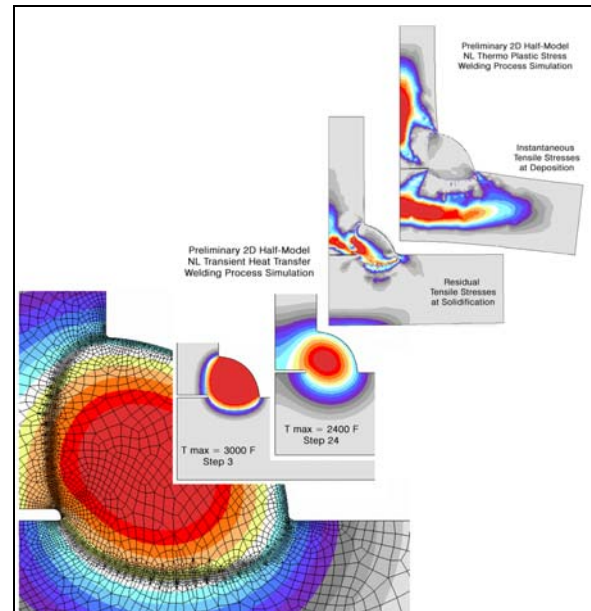 Preliminary 2D Half-Model
NL Thermo Plastic Stress
Welding Process Simulation
Instantaneous
Tensile Stresses
at Deposition
Preliminary 2D Half-Model
NL Transient Heat Transfer
Welding Process Simulation
Residual
Tensile Stresses
at Solidification
T max = 3000 F
Step 3
T max = 2400 F
Step 24